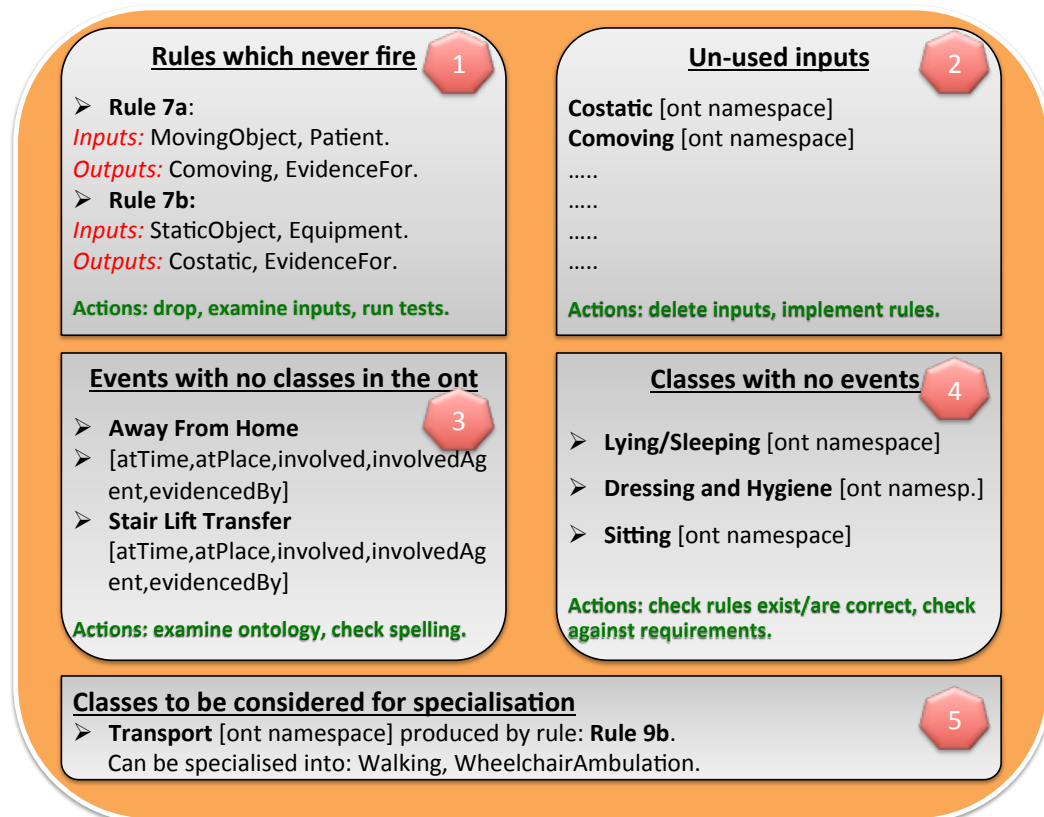 Rules which never fire
1
➢ Rule 7a:
Inputs: MovingObject, Patient.
Outputs: Comoving, EvidenceFor.
➢ Rule 7b:
Inputs: StaticObject, Equipment.
Outputs: Costatic, EvidenceFor.
Actions: drop, examine inputs, run tests.
Un-used inputs
2
Costatic [ont namespace]
Comoving [ont namespace]
…..
…..
…..
…..
Actions: delete inputs, implement rules.
Events with no classes in the ont
3
➢ Away From Home
➢ [atTime,atPlace,involved,involvedAg
ent,evidencedBy]
➢ Stair Lift Transfer
[atTime,atPlace,involved,involvedAg
ent,evidencedBy]
Actions: examine ontology, check spelling.
Classes with no events
4
➢ Lying/Sleeping [ont namespace]
➢ Dressing and Hygiene [ont namesp.]
➢ Sitting [ont namespace]
Actions: check rules exist/are correct, check
against requirements.
Classes to be considered for specialisation
5
➢ Transport [ont namespace] produced by rule: Rule 9b.
Can be specialised into: Walking, WheelchairAmbulation.